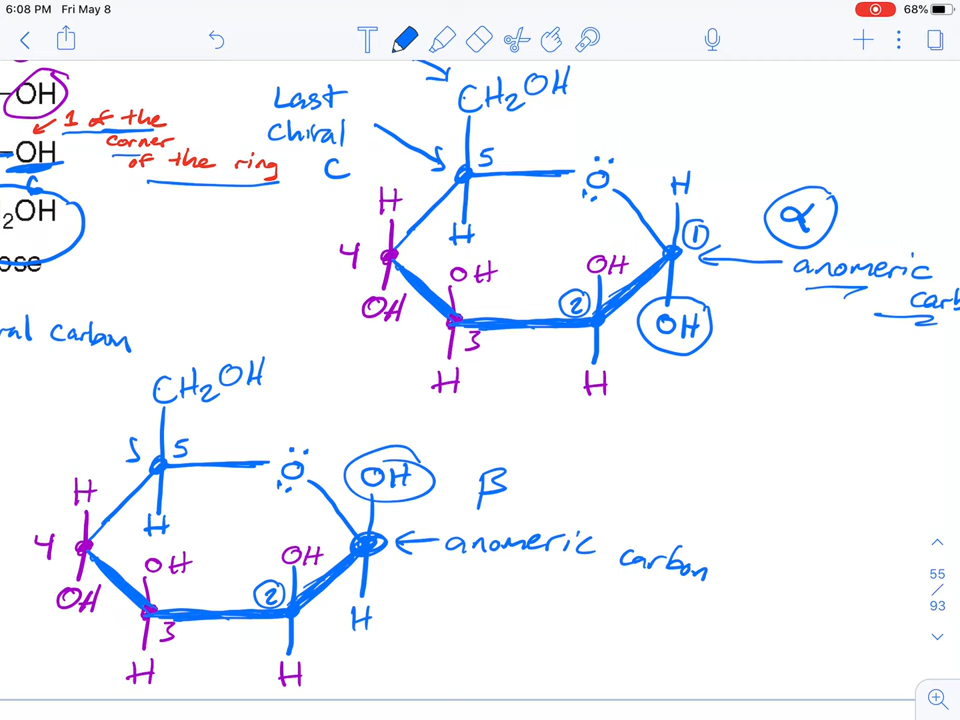 6:08 PM Fri May 8
68%
T
-OH
1 of the
corner
of the ring
-OH
2OH
ose
ral carbon
Last
Chiral
C
CH2OH
S 5
O
H
1
α
anomeric
carb
H
H
4
OH
OH
OH
2
OH
3
H
H
CH2OH
S 5
O
OH
β
H
H
anomeric carbon
4
OH
OH
OH
2
3
H
H
H
55
/
93